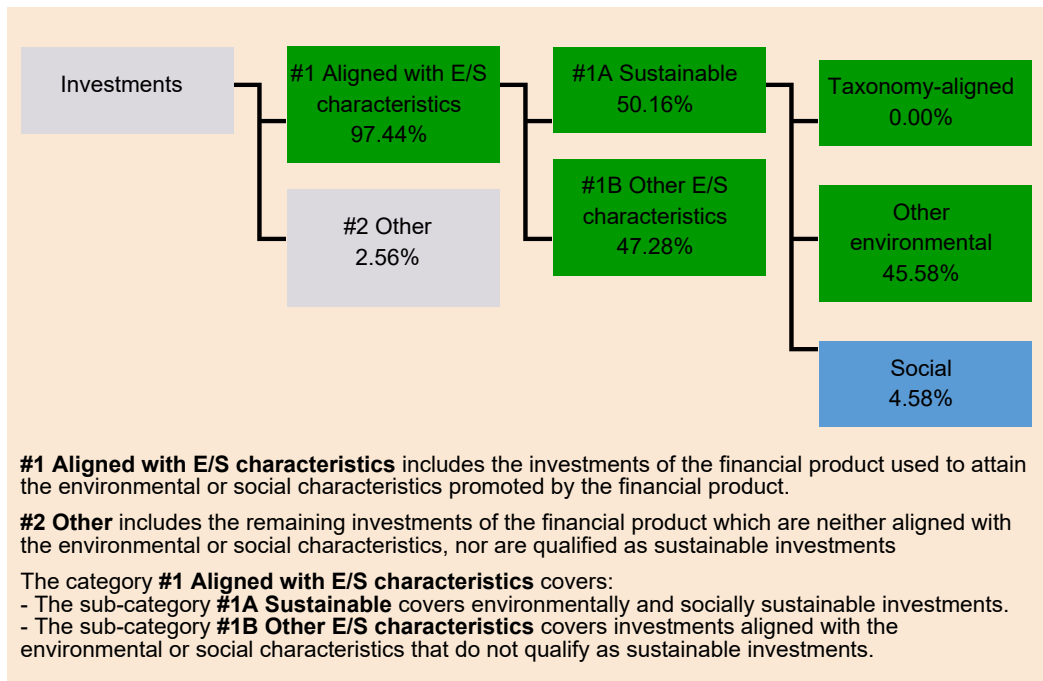 Investments
#1 Aligned with E/S
characteristics
97.44%
#2 Other
2.56%
#1A Sustainable
50.16%
#1B Other E/S
characteristics
47.28%
Taxonomy-aligned
0.00%
Other
environmental
45.58%
Social
4.58%
#1 Aligned with E/S characteristics includes the investments of the financial product used to attain
the environmental or social characteristics promoted by the financial product.
#2 Other includes the remaining investments of the financial product which are neither aligned with
the environmental or social characteristics, nor are qualified as sustainable investments
The category #1 Aligned with E/S characteristics covers:
- The sub-category #1A Sustainable covers environmentally and socially sustainable investments.
- The sub-category #1B Other E/S characteristics covers investments aligned with the
environmental or social characteristics that do not qualify as sustainable investments.